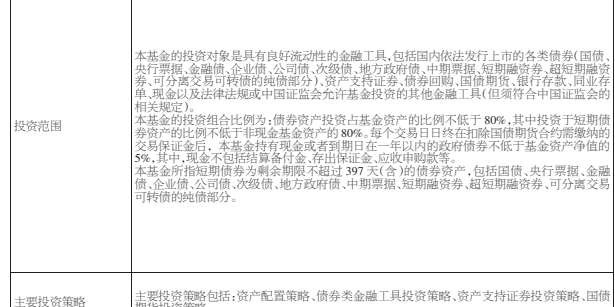 本基金的投资对象是具有良好流动性的金融工具,包括国内依法发行上市的各类债券(国债、
央行票据、金融债、企业债、公司债、次级债、地方政府债、中期票据、短期融资券、超短期融资
券、可分离交易可转债的纯债部分)、资产支持证券、债券回购、国债期货、银行存款、同业存
单、现金以及法律法规或中国证监会允许基金投资的其他金融工具(但须符合中国证监会的
相关规定)。
投资范围
本基金的投资组合比例为:债券资产投资占基金资产的比例不低于 80%,其中投资于短期债
券资产的比例不低于非现金基金资产的 80%。每个交易日日终在扣除国债期货合约需缴纳的
交易保证金后,本基金持有现金或者到期日在一年以内的政府债券不低于基金资产净值的
5%,其中,现金不包括结算备付金、存出保证金、应收申购款等。
本基金所指短期债券为剩余期限不超过 397 天(含)的债券资产,包括国债、央行票据、金融
债、企业债、公司债、次级债、地方政府债、中期票据、短期融资券、超短期融资券、可分离交易
可转债的纯债部分。
主要投资策略
主要投资策略包括:资产配置策略、债券类金融工具投资策略、资产支持证券投资策略、国债